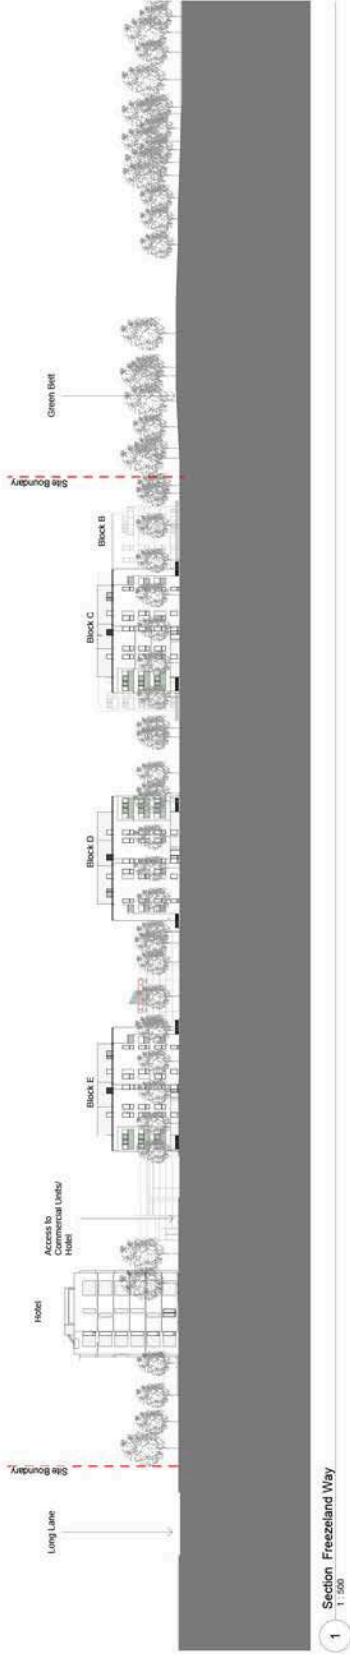 Long Lane
Site Boundary
Hotel
Access to
Commercial Units/
Hotel
Block E
Block D
Block C
Block B
Site Boundary
Green Belt
1
Section Freezeland Way
1 : 500